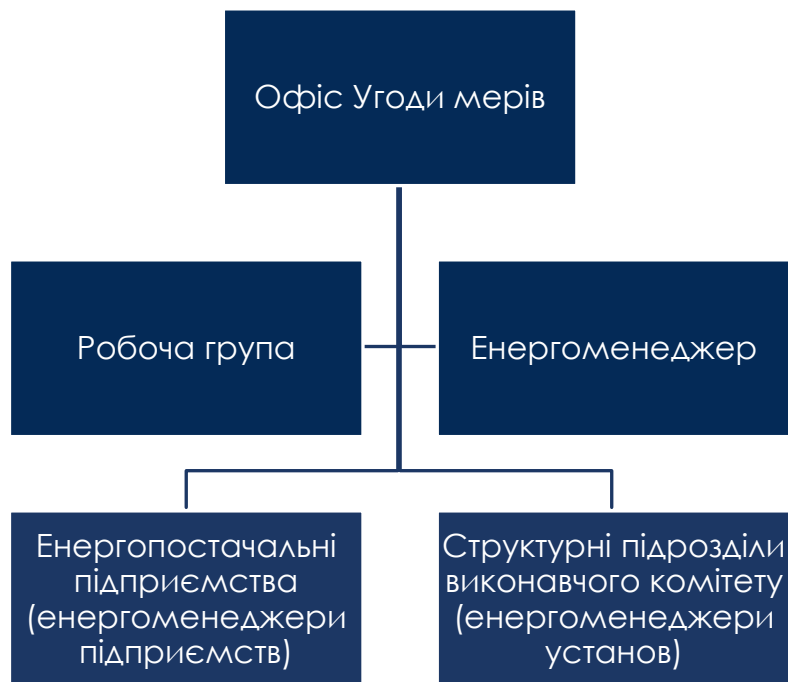 Офіс Угоди мерів
Робоча група
Енергоменеджер
Енергопостачальні
підприємства
(енергоменеджери
підприємств)
Структурні підрозділи
виконавчого комітету
(енергоменеджери
установ)